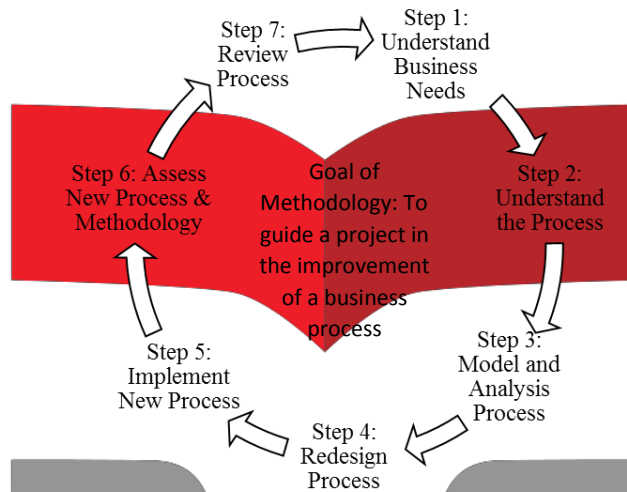 Step 1:
Understand
Business
Needs
Step 2:
Understand
the Process
Step 3:
Model and
Analysis
Process
Step 4:
Redesign
Process
Step 5:
Implement
New Process
Step 6: Assess
New Process &
Methodology
Step 7:
Review
Process
Goal of
Methodology: To
guide a project in
the improvement
of a business
process